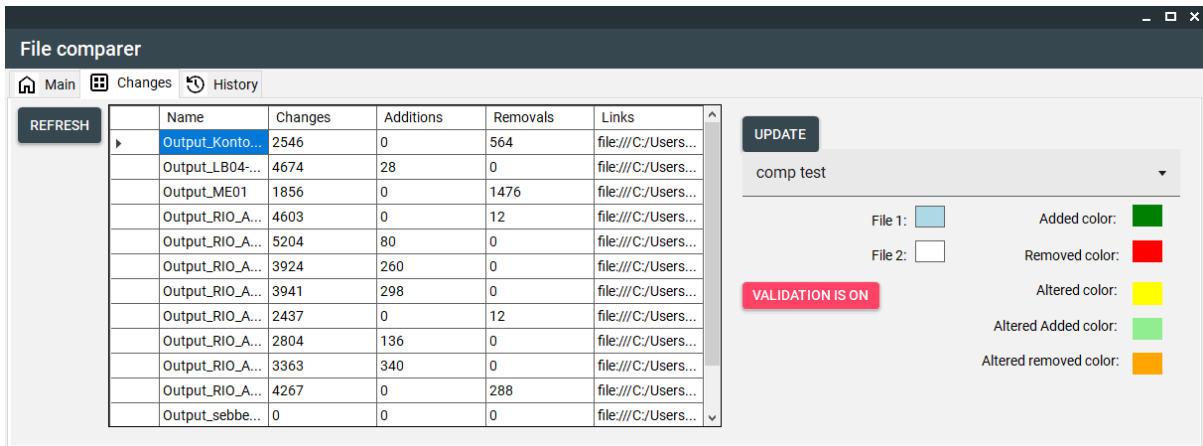 File comparer
Main Changes History
REFRESH
Name Changes Additions Removals Links
Output_Konto... 2546 0 564 file:///C:/Users...
Output_LB04-... 4674 28 0 file:///C:/Users...
Output_ME01 1856 0 1476 file:///C:/Users...
Output_RIO_A... 4603 0 12 file:///C:/Users...
Output_RIO_A... 5204 80 0 file:///C:/Users...
Output_RIO_A... 3924 260 0 file:///C:/Users...
Output_RIO_A... 3941 298 0 file:///C:/Users...
Output_RIO_A... 2437 0 12 file:///C:/Users...
Output_RIO_A... 2804 136 0 file:///C:/Users...
Output_RIO_A... 3363 340 0 file:///C:/Users...
Output_RIO_A... 4267 0 288 file:///C:/Users...
Output_sebbe... 0 0 0 file:///C:/Users...
UPDATE
comp test
File 1: Added color:
File 2: Removed color:
VALIDATION IS ON Altered color:
Altered Added color:
Altered removed color: